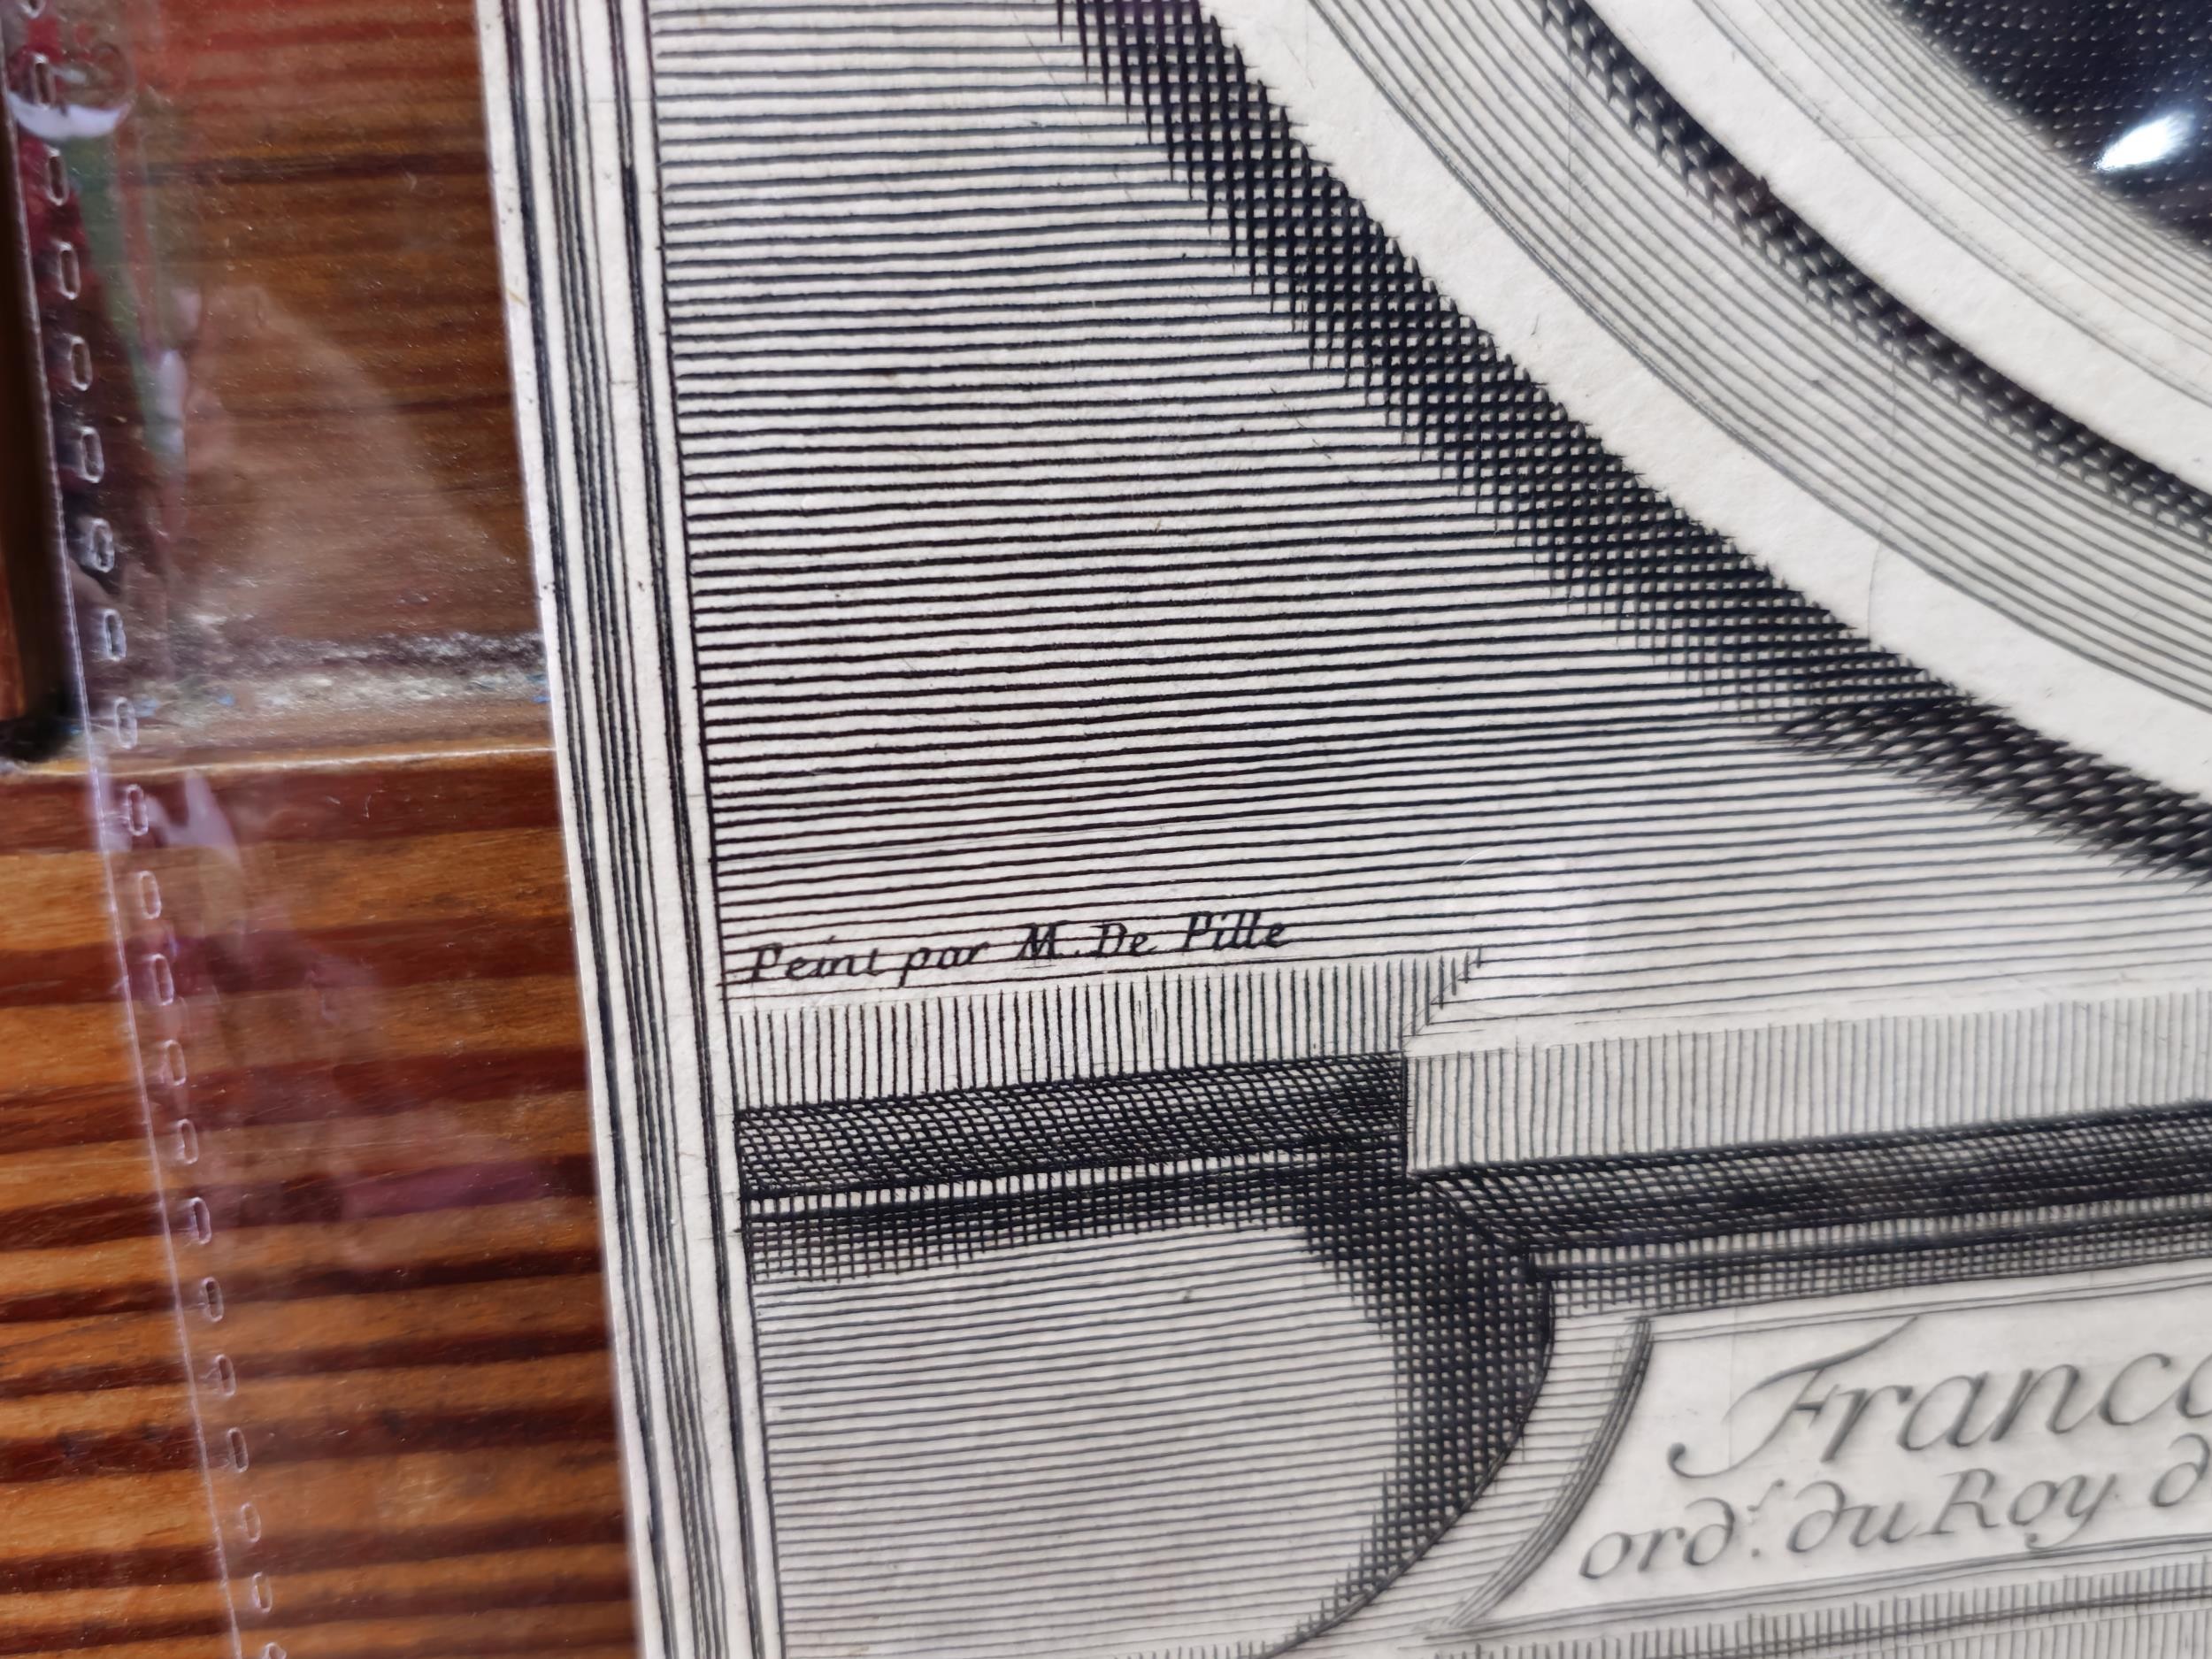 Peint par M. De Pille
Franco
ord.^r du Roy d